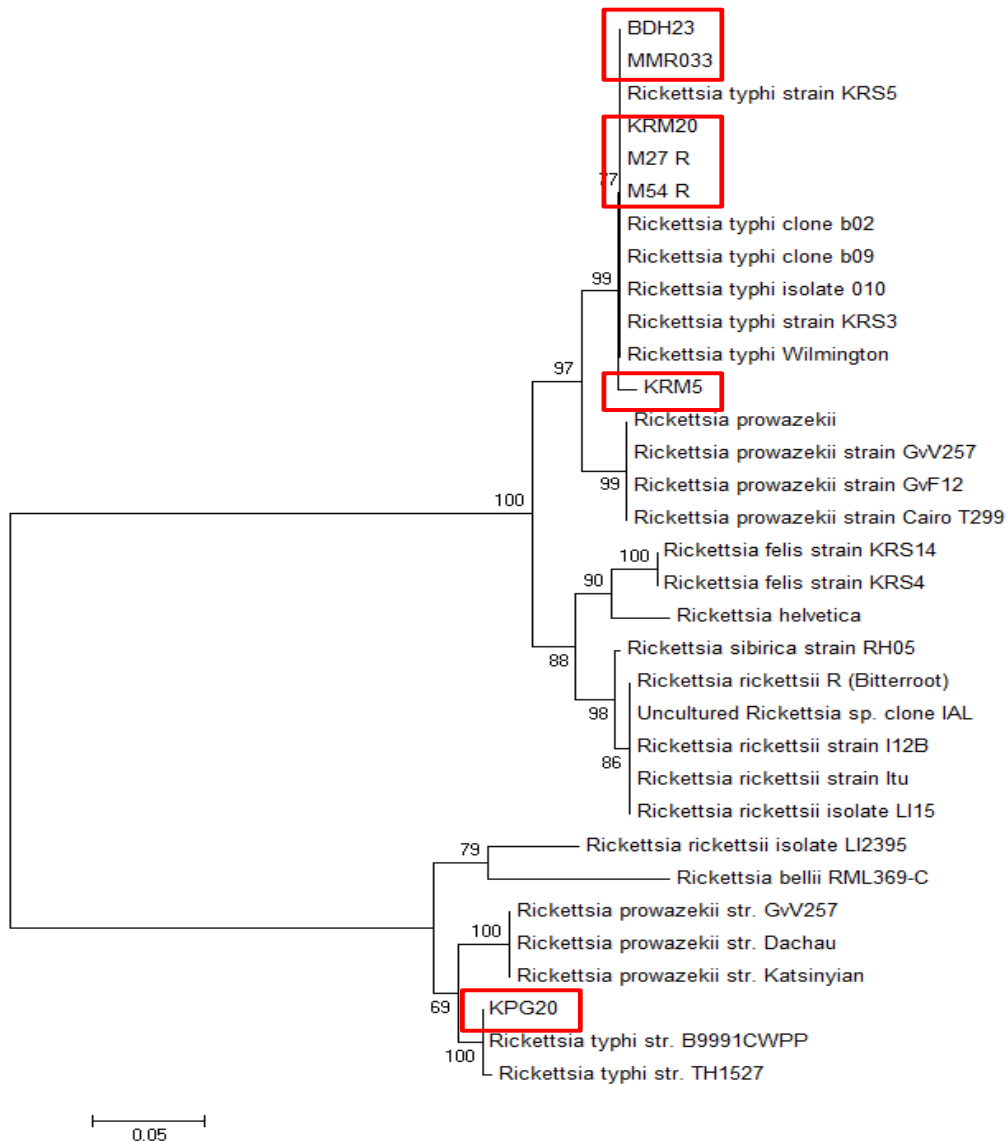 BDH23
MMR033
Rickettsia typhi strain KRS5
KRM20
M27 R
77
M54 R
Rickettsia typhi clone b02
Rickettsia typhi clone b09
99
Rickettsia typhi isolate 010
Rickettsia typhi strain KRS3
Rickettsia typhi Wilmington
97
KRM5
Rickettsia prowazekii
Rickettsia prowazekii strain GvV257
99
Rickettsia prowazekii strain GvF12
100
Rickettsia prowazekii strain Cairo T299
100
Rickettsia felis strain KRS14
90
Rickettsia felis strain KRS4
Rickettsia helvetica
88
Rickettsia sibirica strain RH05
Rickettsia rickettsii R (Bitterroot)
98
Uncultured Rickettsia sp. clone IAL
Rickettsia rickettsii strain I12B
86
Rickettsia rickettsii strain Itu
Rickettsia rickettsii isolate LI15
79
Rickettsia rickettsii isolate LI2395
Rickettsia bellii RML369-C
Rickettsia prowazekii str. GvV257
100
Rickettsia prowazekii str. Dachau
Rickettsia prowazekii str. Katsinyian
69
KPG20
Rickettsia typhi str. B9991CWPP
100
Rickettsia typhi str. TH1527
0.05